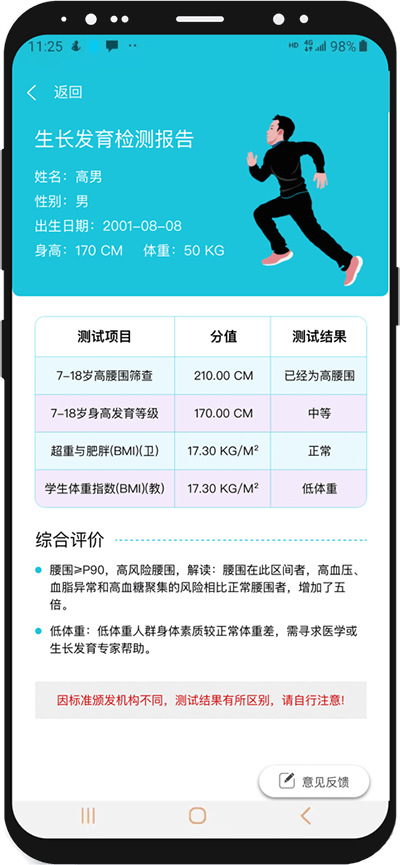 11:25
HD 4G 98%
返回
生长发育检测报告
姓名：高男
性别：男
出生日期：2001-08-08
身高：170 CM 体重：50 KG
测试项目 分值 测试结果
7-18岁高腰围筛查 210.00 CM 已经为高腰围
7-18岁身高发育等级 170.00 CM 中等
超重与肥胖(BMI)(卫) 17.30 KG/M² 正常
学生体重指数(BMI)(教) 17.30 KG/M² 低体重
综合评价
腰围≥P90，高风险腰围，解读：腰围在此区间者，高血压、
血脂异常和高血糖聚集的风险相比正常腰围者，增加了五
倍。
低体重：低体重人群身体素质较正常体重差，需寻求医学或
生长发育专家帮助。
因标准颁发机构不同，测试结果有所区别，请自行注意!
意见反馈